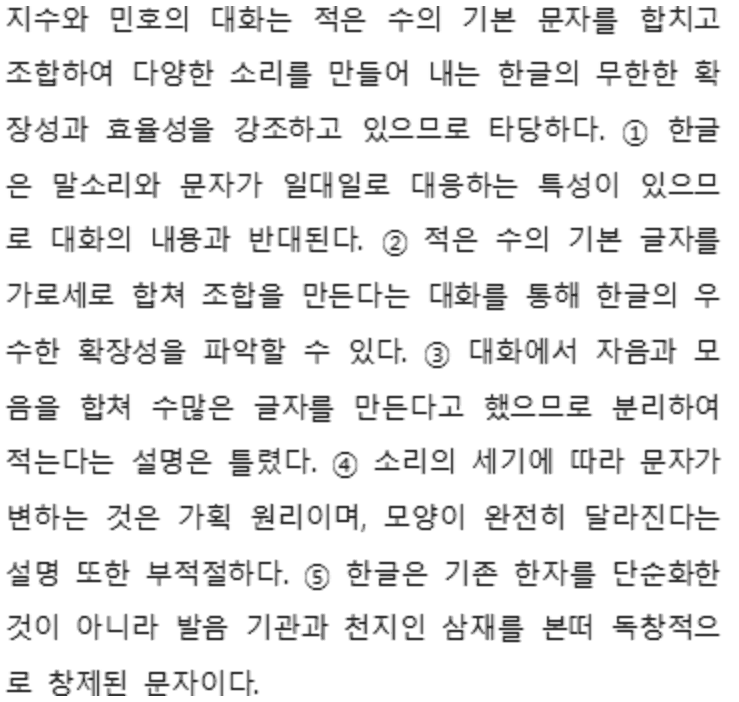 지수와 민호의 대화는 적은 수의 기본 문자를 합치고
조합하여 다양한 소리를 만들어 내는 한글의 무한한 확
장성과 효율성을 강조하고 있으므로 타당하다. ① 한글
은 말소리와 문자가 일대일로 대응하는 특성이 있으므
로 대화의 내용과 반대된다. ② 적은 수의 기본 글자를
가로세로 합쳐 조합을 만든다는 대화를 통해 한글의 우
수한 확장성을 파악할 수 있다. ③ 대화에서 자음과 모
음을 합쳐 수많은 글자를 만든다고 했으므로 분리하여
적는다는 설명은 틀렸다. ④ 소리의 세기에 따라 문자가
변하는 것은 가획 원리이며, 모양이 완전히 달라진다는
설명 또한 부적절하다. ⑤ 한글은 기존 한자를 단순화한
것이 아니라 발음 기관과 천지인 삼재를 본떠 독창적으
로 창제된 문자이다.